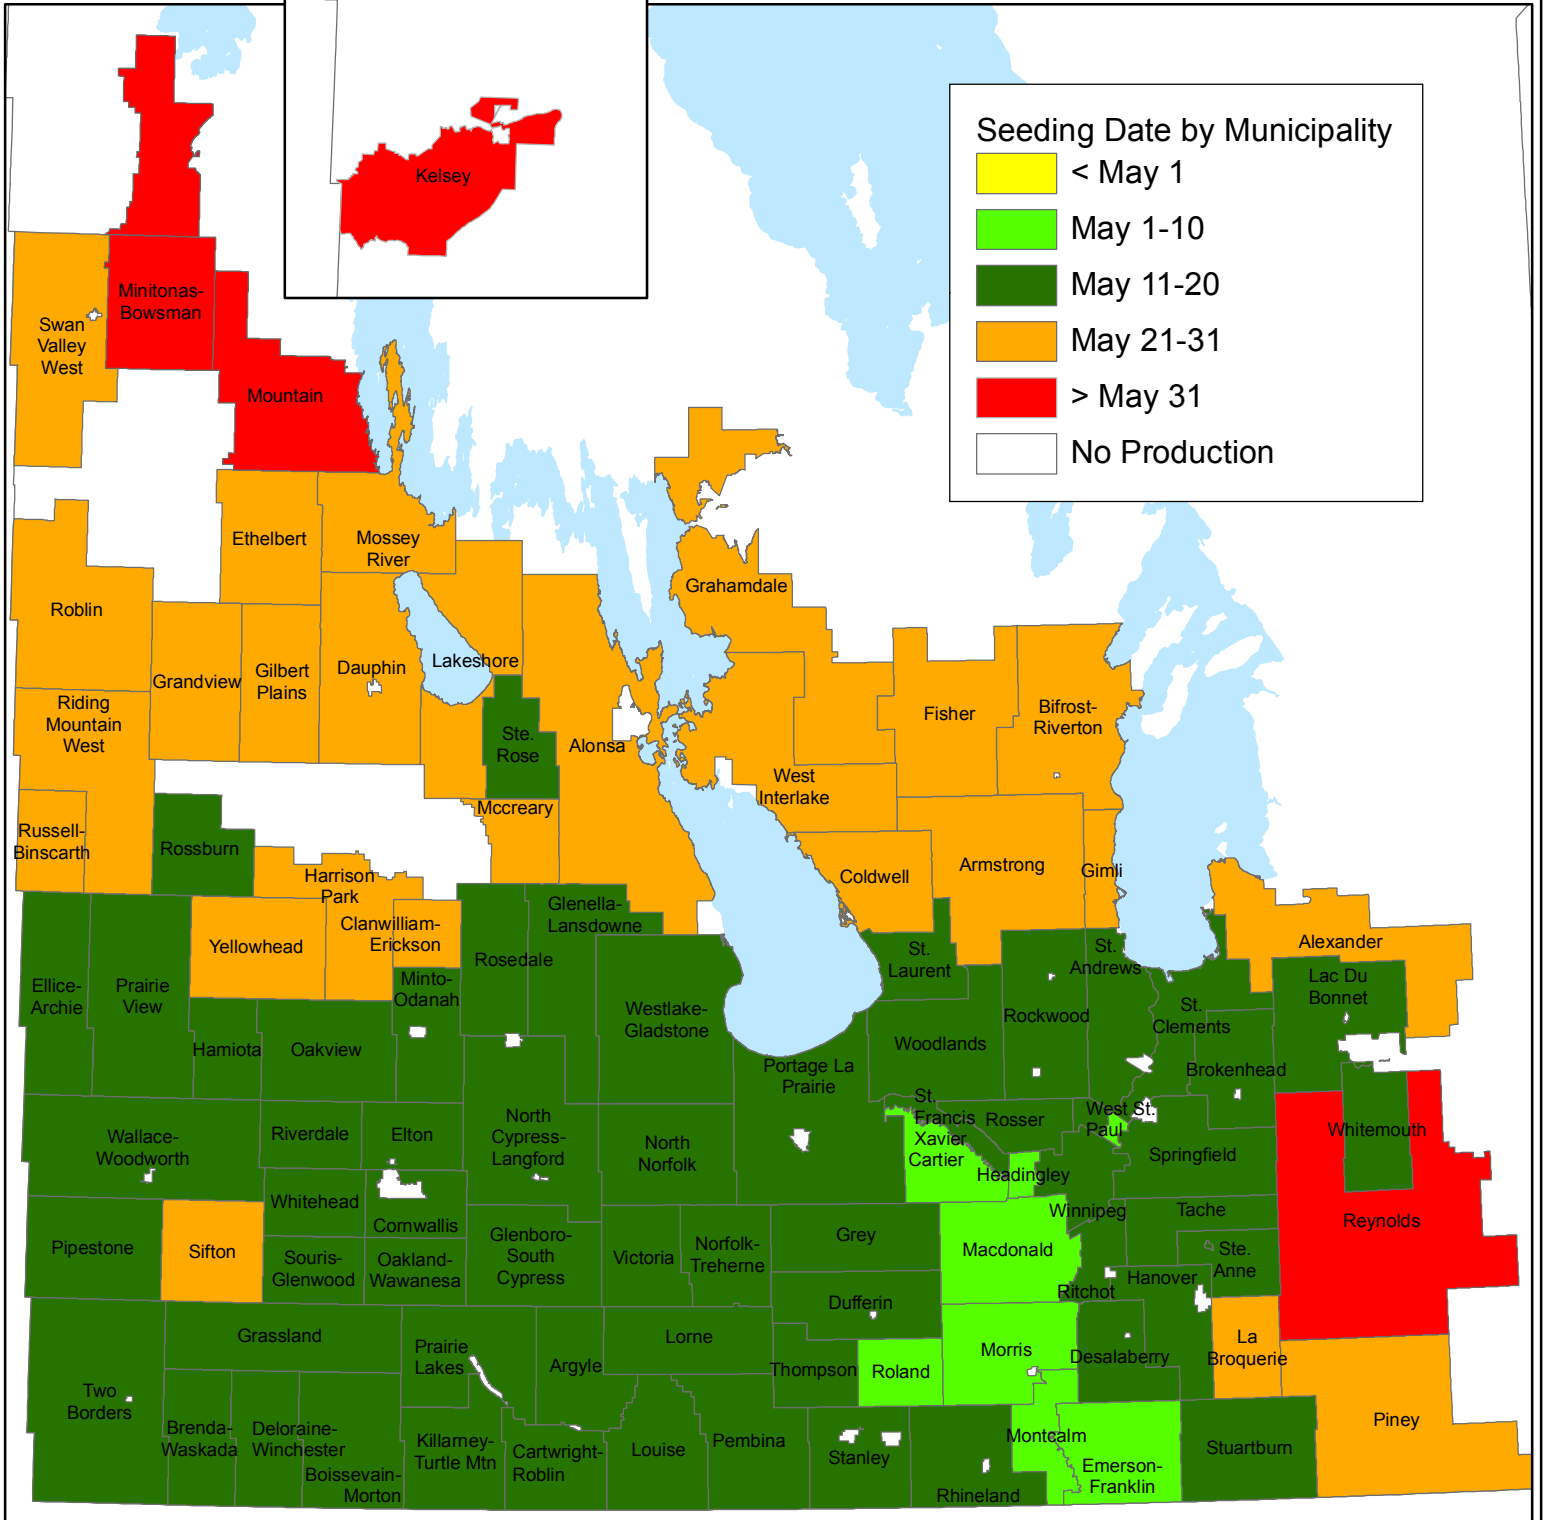 Seeding Date by Municipality
< May 1
May 1-10
May 11-20
May 21-31
> May 31
No Production
Kelsey
Minitonas-
Bowsman
Swan
Valley
West
Mountain
Ethelbert
Mossey
River
Grahamdale
Roblin
Grandview
Gilbert
Plains
Dauphin
Lakeshore
Riding
Mountain
West
Ste.
Rose
Alonsa
Fisher
Bifrost-
Riverton
West
Interlake
Mccreary
Russell-
Binscarth
Rossburn
Harrison
Park
Coldwell
Armstrong
Gimli
Clanwilliam-
Erickson
Yellowhead
Glenella-
Lansdowne
Rosedale
Alexander
Ellice-
Archie
Prairie
View
Minto-
Odanah
St.
Laurent
St.
Andrews
Lac Du
Bonnet
Westlake-
Gladstone
Rockwood
St.
Clements
Hamiota
Oakview
Woodlands
Portage La
Prairie
Brokenhead
St.
Francis
Xavier
Rosser
West St.
Paul
Whitemouth
Wallace-
Woodworth
Riverdale
Elton
North
Cypress-
Langford
North
Norfolk
Cartier
Headingley
Springfield
Whitehead
Cornwallis
Winnipeg
Tache
Reynolds
Pipestone
Sifton
Souris-
Glenwood
Oakland-
Wawanesa
Glenboro-
South
Cypress
Victoria
Norfolk-
Treherne
Grey
Macdonald
Ste.
Anne
Hanover
Ritchot
Dufferin
Grassland
Prairie
Lakes
Argyle
Lorne
Thompson
Roland
Morris
Desalaberry
La
Broquerie
Two
Borders
Brenda-
Waskada
Deloraine-
Winchester
Boissevain-
Morton
Killarney-
Turtle Mtn
Cartwright-
Roblin
Louise
Pembina
Stanley
Rhineland
Montcalm
Emerson-
Franklin
Stuartburn
Piney